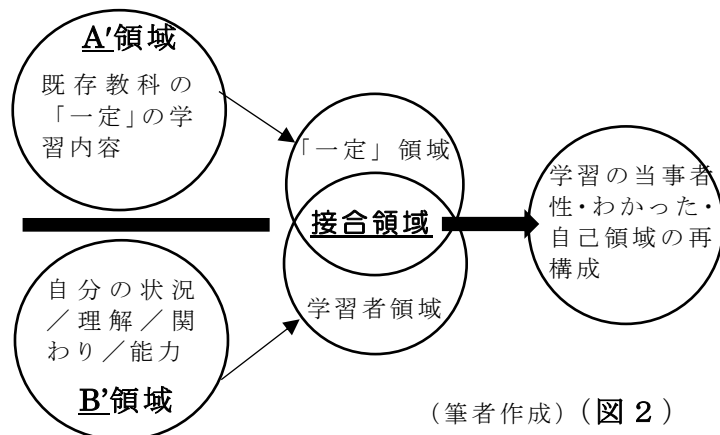 A'領域
既存教科の
「一定」の学
習内容
「一定」領域
接合領域
学習者領域
学習の当事者
性・わかった・
自己領域の再
構成
自分の状況
／理解／関
わり／能力
B'領域
(筆者作成)(図2)